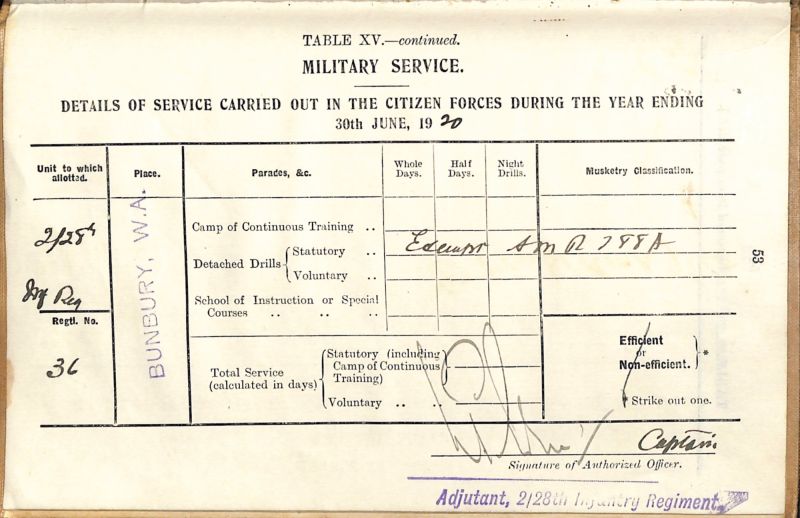 TABLE XV.—continued.
MILITARY SERVICE.
DETAILS OF SERVICE CARRIED OUT IN THE CITIZEN FORCES DURING THE YEAR ENDING
30th JUNE, 1920
Unit to which allotted.
Place.
Parades, &c.
Whole Days.
Half Days.
Night Drills.
Musketry Classification.
2/28th
Inf Reg
Regtl. No.
36
BUNBURY, W.A.
Camp of Continuous Training ..
Detached Drills
Statutory ..
Voluntary ..
Exempt A M R 788A
School of Instruction or Special
Courses .. .. ..
Total Service
(calculated in days)
Statutory (including
Camp of Continuous
Training)
Voluntary .. ..
Efficient
or
Non-efficient.
*
* Strike out one.
53
Captain
Signature of Authorized Officer.
Adjutant, 2/28th Infantry Regiment